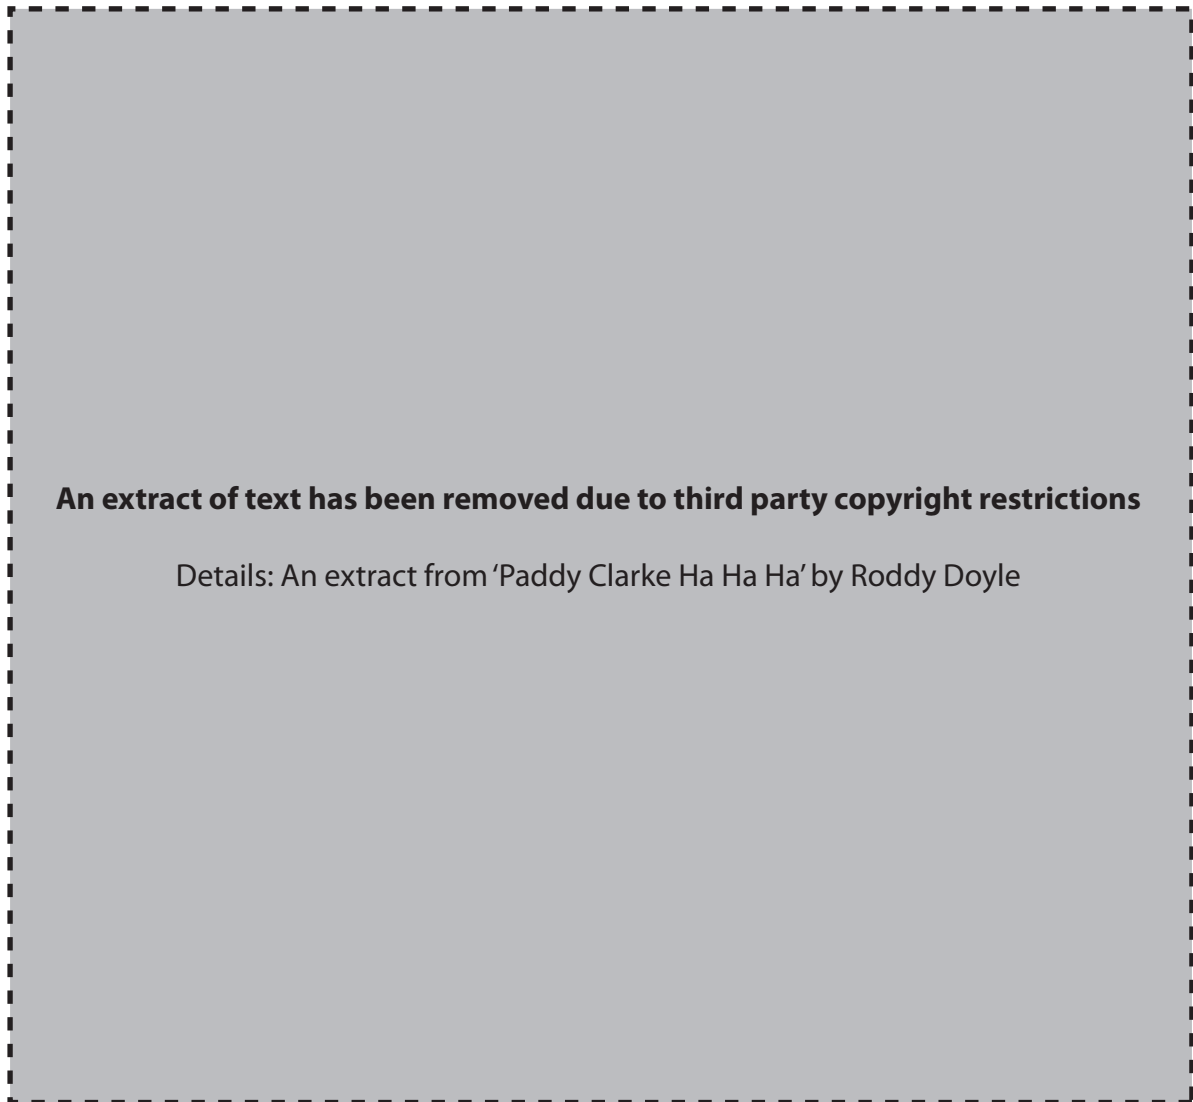 An extract of text has been removed due to third party copyright restrictions
Details: An extract from ‘Paddy Clarke Ha Ha Ha’ by Roddy Doyle